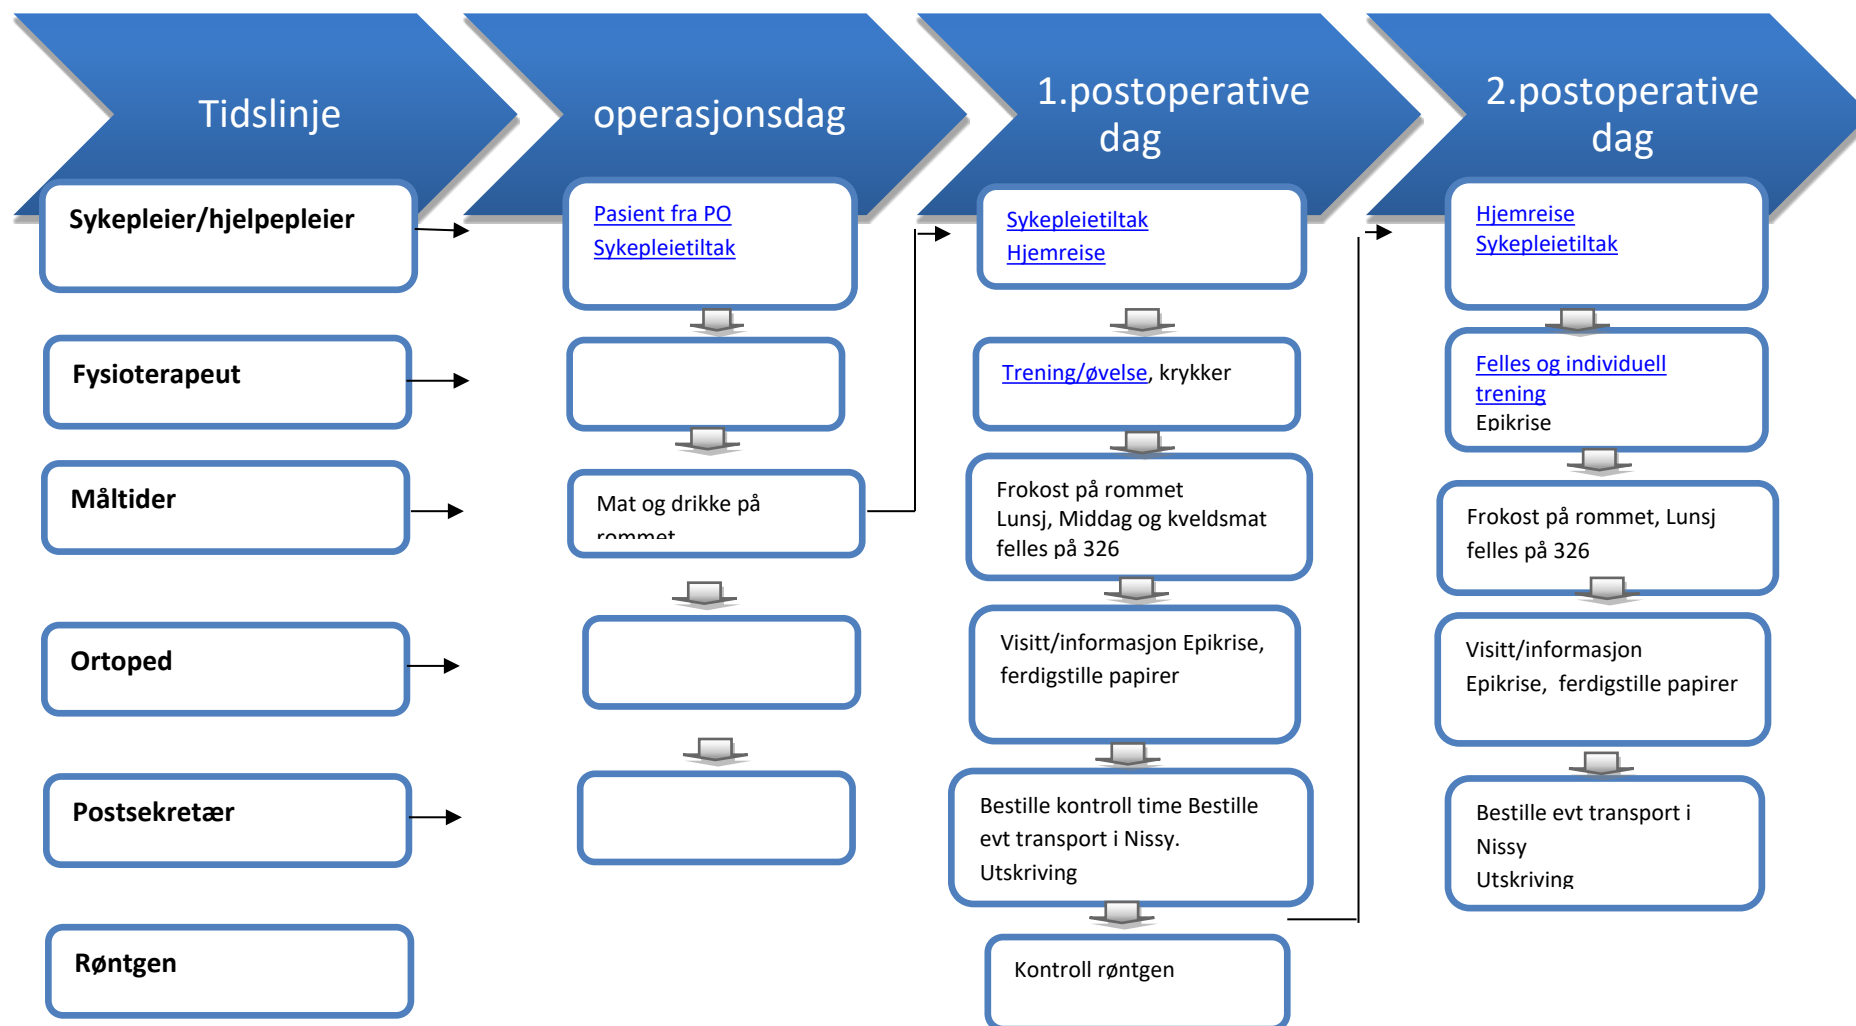 Tidslinje
operasjonsdag
1.postoperative
dag
2.postoperative
dag
Sykepleier/hjelpepleier
Pasient fra PO
Sykepleietiltak
Sykepleietiltak
Hjemreise
Hjemreise
Sykepleietiltak
Fysioterapeut
Trening/øvelse, krykker
Felles og individuell
trening
Epikrise
Måltider
Mat og drikke på
rommet
Frokost på rommet
Lunsj, Middag og kveldsmat
felles på 326
Frokost på rommet, Lunsj
felles på 326
Ortoped
Visitt/informasjon Epikrise,
ferdigstille papirer
Visitt/informasjon
Epikrise, ferdigstille papirer
Postsekretær
Bestille kontroll time Bestille
evt transport i Nissy.
Utskriving
Bestille evt transport i
Nissy
Utskriving
Røntgen
Kontroll røntgen